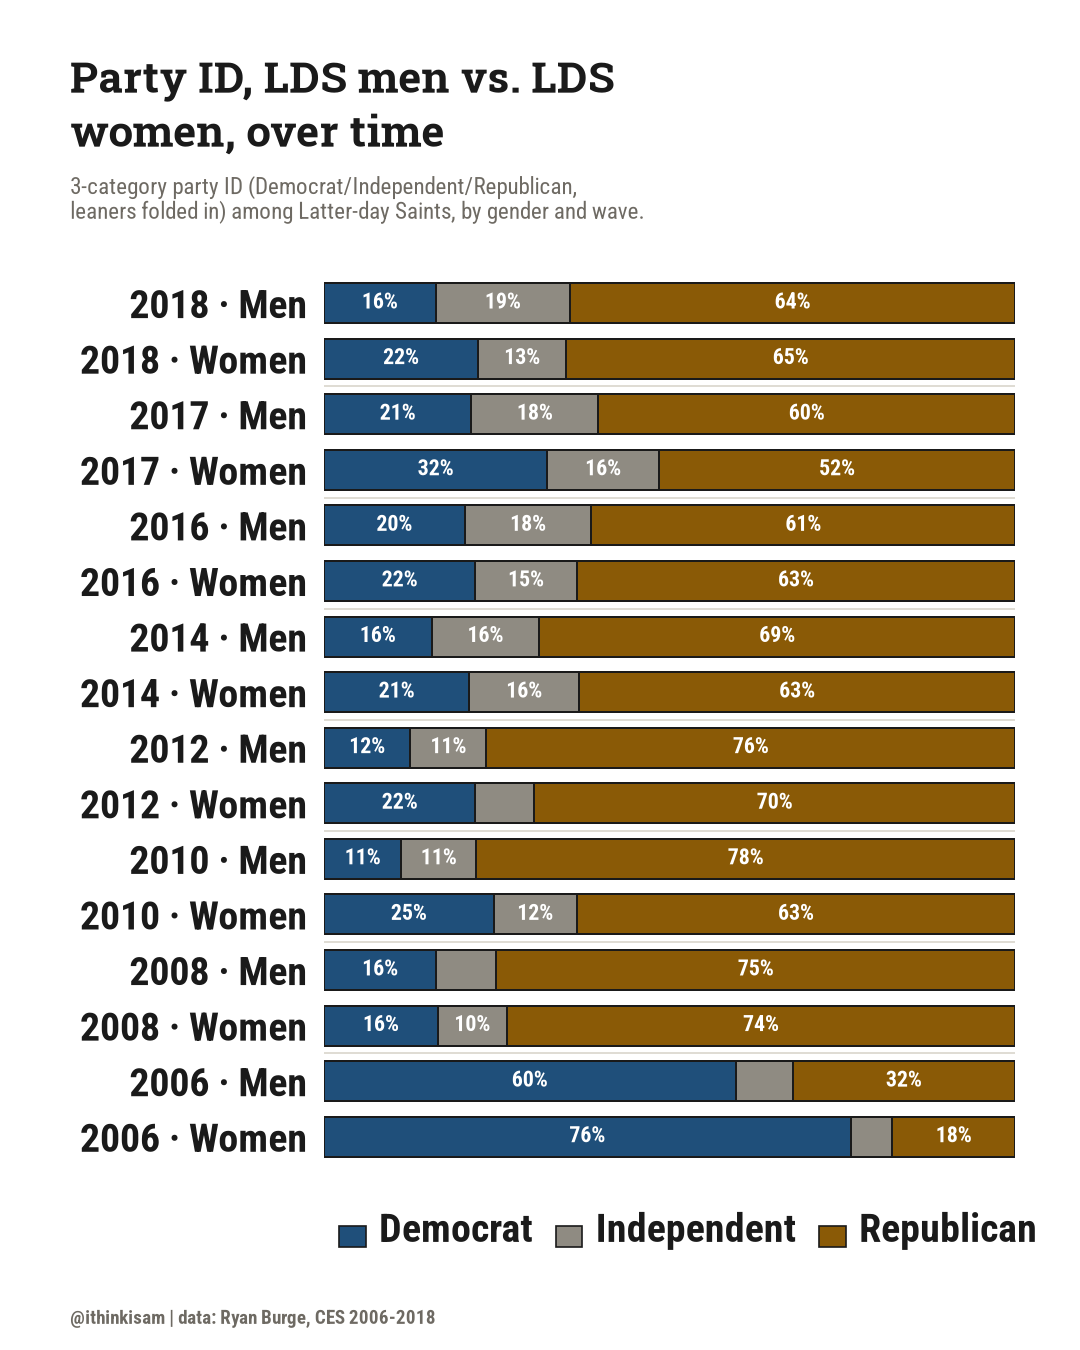 Party ID, LDS men vs. LDS
women, over time
3-category party ID (Democrat/Independent/Republican,
leaners folded in) among Latter-day Saints, by gender and wave.
2018 · Men 16% 19% 64%
2018 · Women 22% 13% 65%
2017 · Men 21% 18% 60%
2017 · Women 32% 16% 52%
2016 · Men 20% 18% 61%
2016 · Women 22% 15% 63%
2014 · Men 16% 16% 69%
2014 · Women 21% 16% 63%
2012 · Men 12% 11% 76%
2012 · Women 22% 70%
2010 · Men 11% 11% 78%
2010 · Women 25% 12% 63%
2008 · Men 16% 75%
2008 · Women 16% 10% 74%
2006 · Men 60% 32%
2006 · Women 76% 18%
Democrat Independent Republican
@ithinkisam | data: Ryan Burge, CES 2006-2018